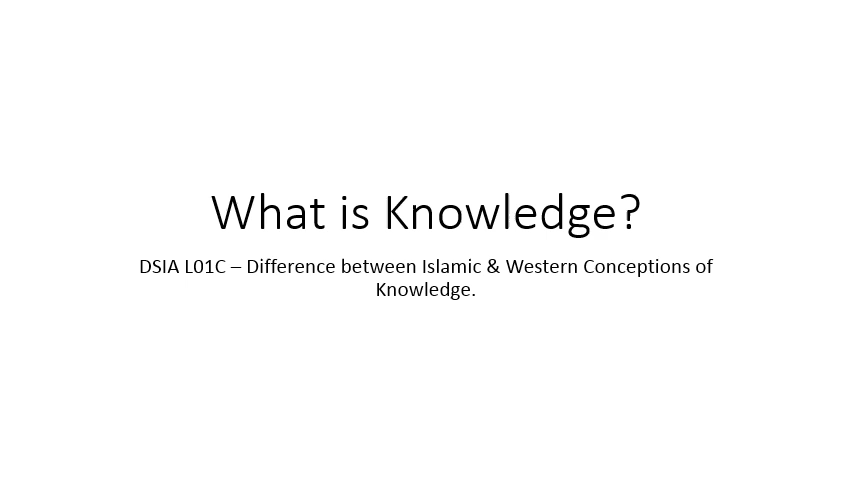 What is Knowledge?
DSIA L01C – Difference between Islamic & Western Conceptions of
Knowledge.